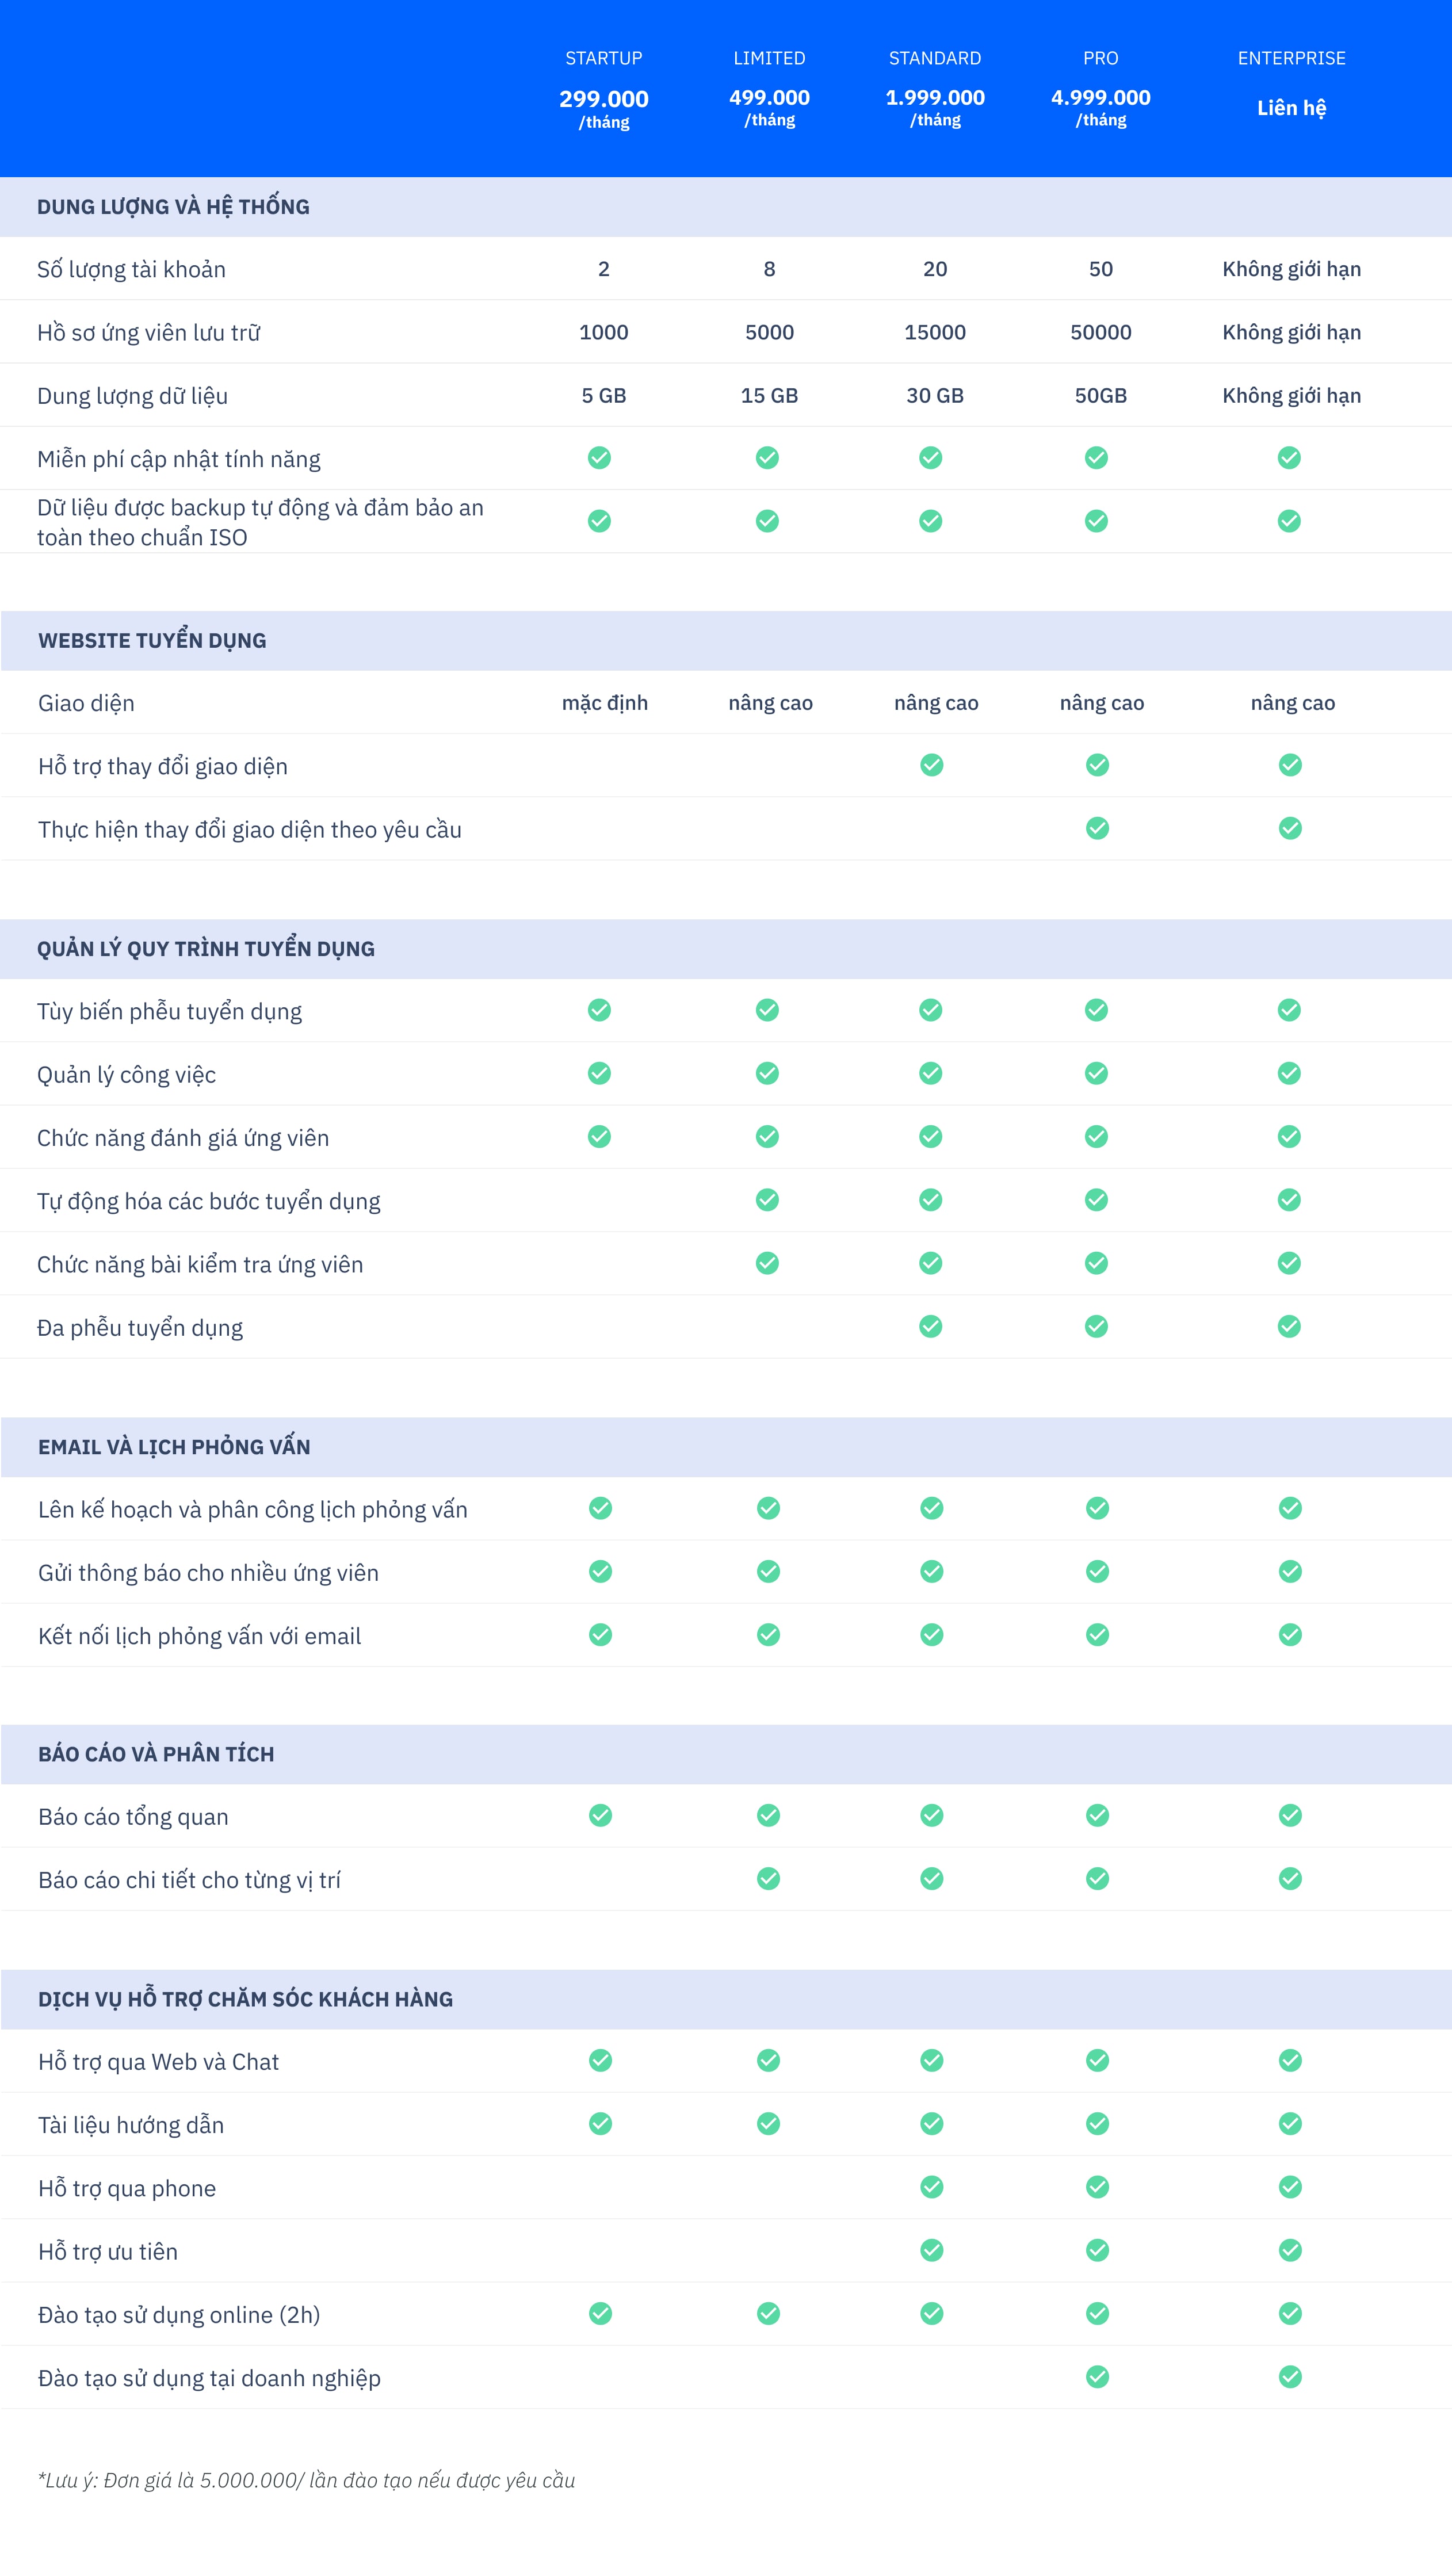 STARTUP LIMITED STANDARD PRO ENTERPRISE
299.000 499.000 1.999.000 4.999.000 Liên hệ
/tháng /tháng /tháng /tháng
DUNG LƯỢNG VÀ HỆ THỐNG
Số lượng tài khoản 2 8 20 50 Không giới hạn
Hồ sơ ứng viên lưu trữ 1000 5000 15000 50000 Không giới hạn
Dung lượng dữ liệu 5 GB 15 GB 30 GB 50GB Không giới hạn
Miễn phí cập nhật tính năng
Dữ liệu được backup tự động và đảm bảo an
toàn theo chuẩn ISO
WEBSITE TUYỂN DỤNG
Giao diện mặc định nâng cao nâng cao nâng cao nâng cao
Hỗ trợ thay đổi giao diện
Thực hiện thay đổi giao diện theo yêu cầu
QUẢN LÝ QUY TRÌNH TUYỂN DỤNG
Tùy biến phễu tuyển dụng
Quản lý công việc
Chức năng đánh giá ứng viên
Tự động hóa các bước tuyển dụng
Chức năng bài kiểm tra ứng viên
Đa phễu tuyển dụng
EMAIL VÀ LỊCH PHỎNG VẤN
Lên kế hoạch và phân công lịch phỏng vấn
Gửi thông báo cho nhiều ứng viên
Kết nối lịch phỏng vấn với email
BÁO CÁO VÀ PHÂN TÍCH
Báo cáo tổng quan
Báo cáo chi tiết cho từng vị trí
DỊCH VỤ HỖ TRỢ CHĂM SÓC KHÁCH HÀNG
Hỗ trợ qua Web và Chat
Tài liệu hướng dẫn
Hỗ trợ qua phone
Hỗ trợ ưu tiên
Đào tạo sử dụng online (2h)
Đào tạo sử dụng tại doanh nghiệp
*Lưu ý: Đơn giá là 5.000.000/ lần đào tạo nếu được yêu cầu